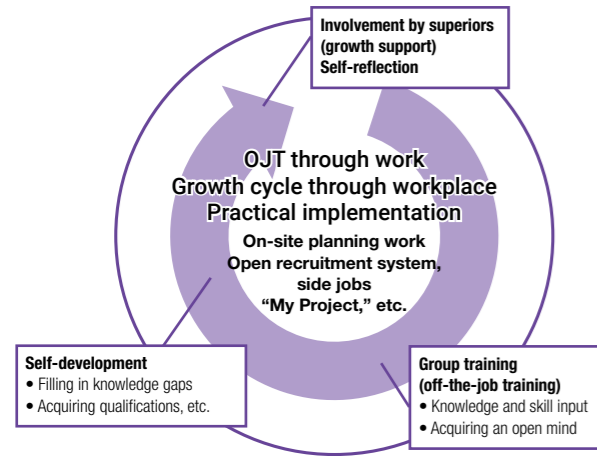 Involvement by superiors
(growth support)
Self-reflection
OJT through work
Growth cycle through workplace
Practical implementation
On-site planning work
Open recruitment system,
side jobs
“My Project,” etc.
Self-development
• Filling in knowledge gaps
• Acquiring qualifications, etc.
Group training
(off-the-job training)
• Knowledge and skill input
• Acquiring an open mind